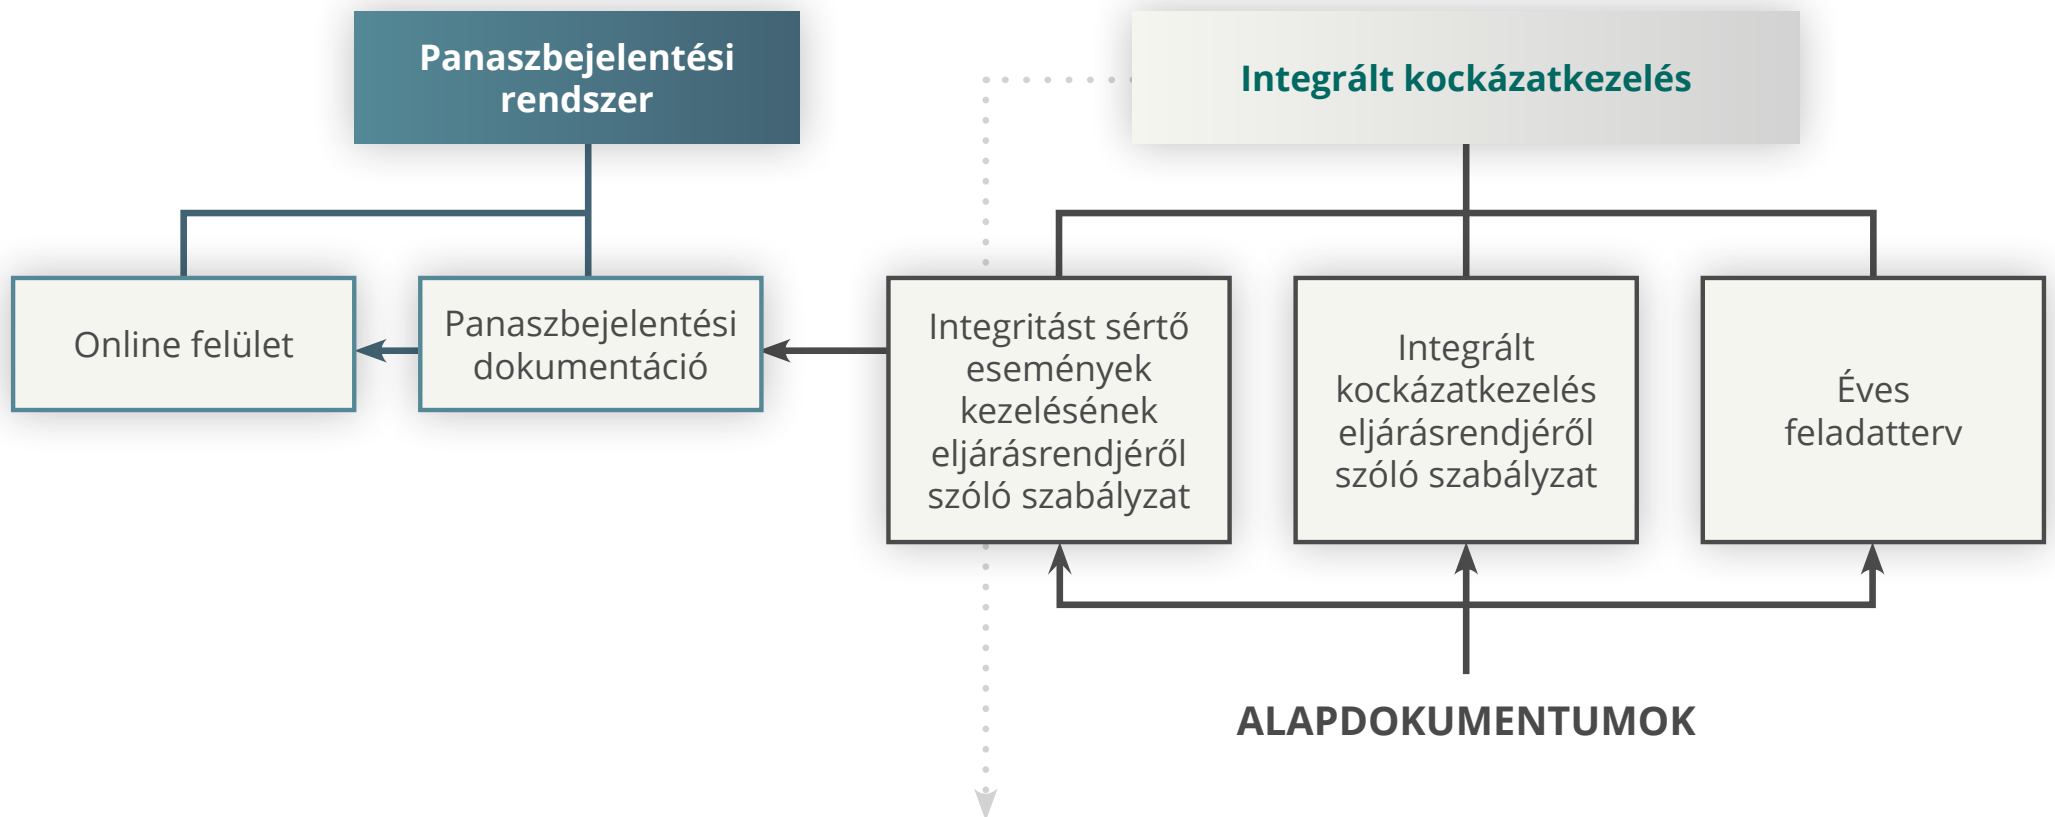 Panaszbejelentési
rendszer
Integrált kockázatkezelés
Online felület
Panaszbejelentési
dokumentáció
Integritást sértő
események
kezelésének
eljárásrendjéről
szóló szabályzat
Integrált
kockázatkezelés
eljárásrendjéről
szóló szabályzat
Éves
feladatterv
ALAPDOKUMENTUMOK